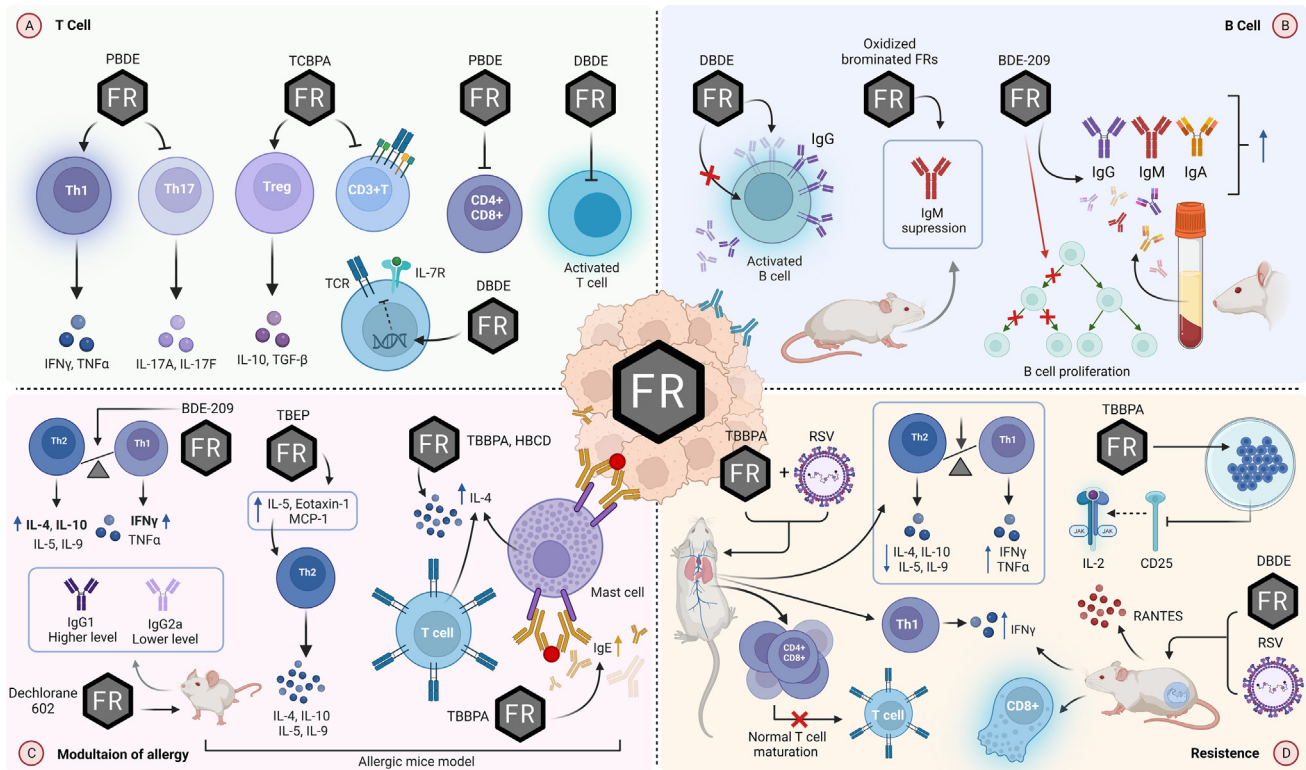 A
T Cell
PBDE
FR
Th1
Th17
IFNγ, TNFα
IL-17A, IL-17F
TCBPA
FR
Treg
CD3+T
IL-10, TGF-β
PBDE
FR
CD4+
CD8+
DBDE
FR
Activated
T cell
TCR
IL-7R
DBDE
FR
B Cell
B
DBDE
FR
IgG
Activated
B cell
Oxidized
brominated FRs
FR
IgM
supression
BDE-209
FR
IgG
IgM
IgA
B cell proliferation
FR
C
Modultaion of allergy
BDE-209
FR
Th2
Th1
IL-4, IL-10
IL-5, IL-9
IFNγ
TNFα
IgG1
Higher level
IgG2a
Lower level
Dechlorane
602
FR
TBEP
FR
IL-5, Eotaxin-1
MCP-1
Th2
IL-4, IL-10
IL-5, IL-9
TBBPA, HBCD
FR
IL-4
T cell
Mast cell
IgE
TBBPA
FR
Allergic mice model
Resistence
D
TBBPA
FR
+
RSV
Th2
Th1
IL-4, IL-10
IL-5, IL-9
IFNγ
TNFα
TBBPA
FR
JAK
JAK
IL-2
CD25
Th1
IFNγ
CD4+
CD8+
Normal T cell
maturation
T cell
CD8+
RANTES
DBDE
FR
RSV